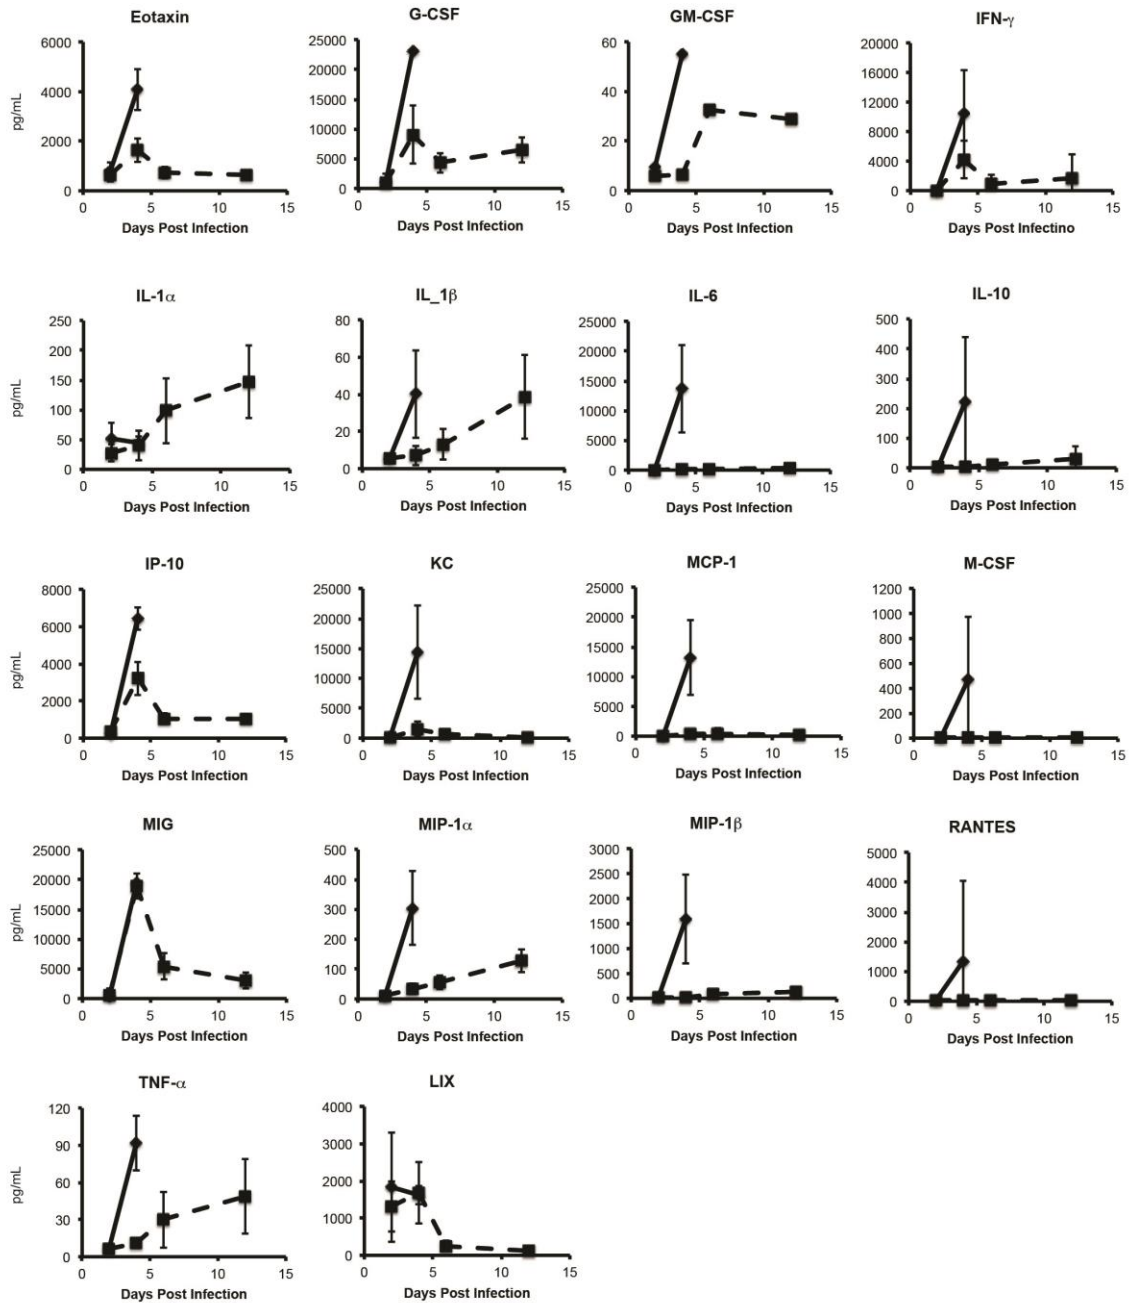 Eotaxin
G-CSF
GM-CSF
IFN-γ
pg/mL
6000
4000
2000
0
0 5 10 15
Days Post Infection
25000
20000
15000
10000
5000
0
0 5 10 15
Days Post Infection
60
40
20
0
0 5 10 15
Days Post Infection
20000
16000
12000
8000
4000
0
0 5 10 15
Days Post Infectino
IL-1α
IL_1β
IL-6
IL-10
pg/mL
250
200
150
100
50
0
0 5 10 15
Days Post Infection
80
60
40
20
0
0 5 10 15
Days Post Infection
25000
20000
15000
10000
5000
0
0 5 10 15
Days Post Infection
500
400
300
200
100
0
0 5 10 15
Days Post Infection
IP-10
KC
MCP-1
M-CSF
pg/mL
8000
6000
4000
2000
0
0 5 10 15
Days Post Infection
25000
20000
15000
10000
5000
0
0 5 10 15
Days Post Infection
25000
20000
15000
10000
5000
0
0 5 10 15
Days Post Infection
1200
1000
800
600
400
200
0
0 5 10 15
Days Post Infection
MIG
MIP-1α
MIP-1β
RANTES
pg/mL
25000
20000
15000
10000
5000
0
0 5 10 15
Days Post Infection
500
400
300
200
100
0
0 5 10 15
Days Post Infection
3000
2500
2000
1500
1000
500
0
0 5 10 15
Days Post Infection
5000
4000
3000
2000
1000
0
0 5 10 15
Days Post Infection
TNF-α
LIX
pg/mL
120
90
60
30
0
0 5 10 15
Days Post Infection
4000
3000
2000
1000
0
0 5 10 15
Days Post Infection